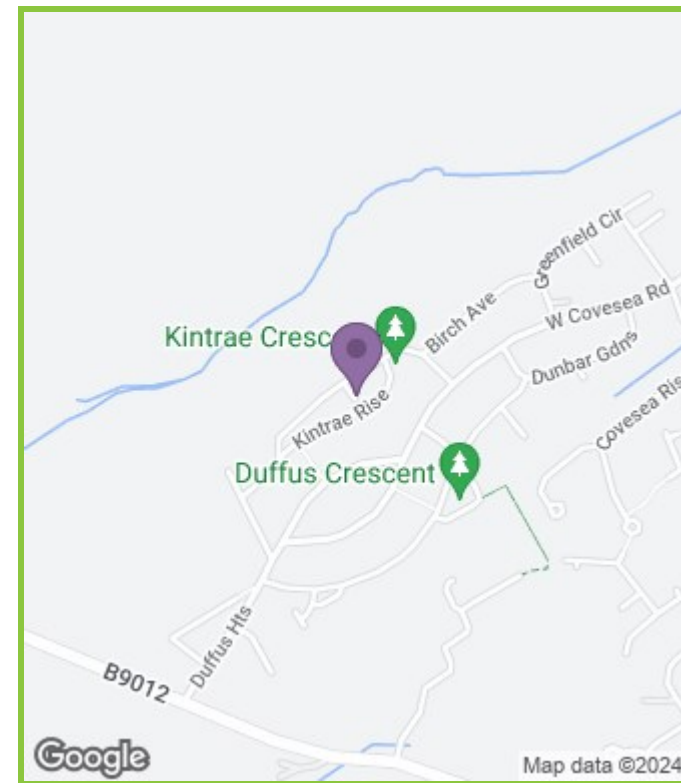 Greenfield Cir
W Covesea Rd
Birch Ave
Kintrae Cresc
Dunbar Gdns
Kintrae Rise
Covesea Ris
Duffus Crescent
Duffus Hts
B9012
Google
Map data ©2024